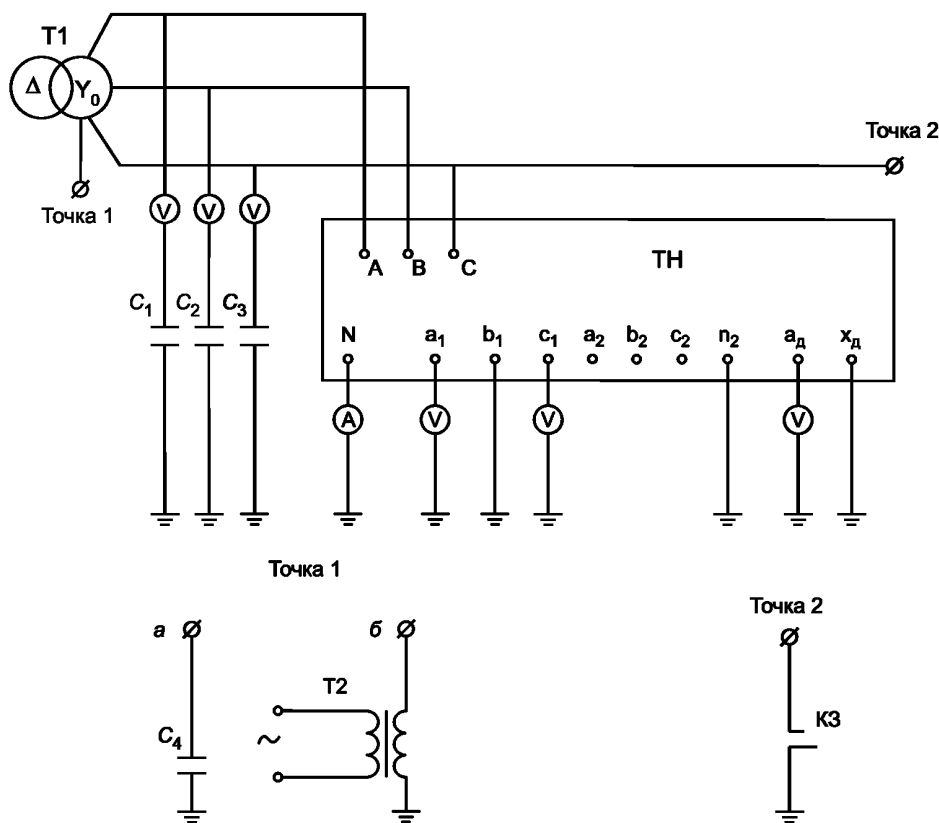 T1
Δ Y0
Точка 2
Точка 1
V V V
A B C
ТН
C1 C2 C3
N a1 b1 c1 a2 b2 c2 n2 aд xд
A V V V
Точка 1
Точка 2
а б
T2
КЗ
C4 ~